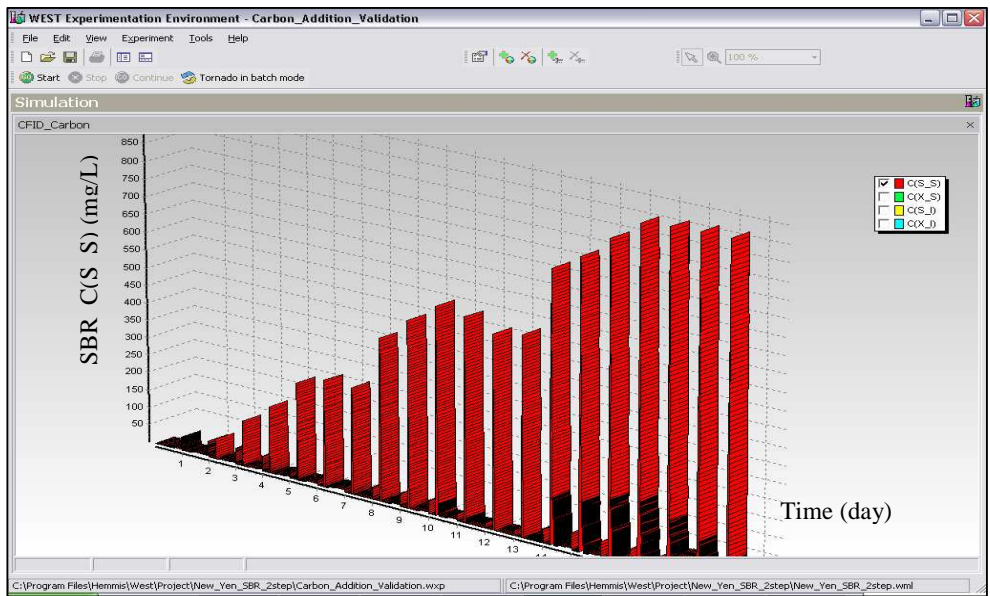 WEST Experimentation Environment - Carbon_Addition_Validation
File Edit View Experiment Tools Help
100 %
Start Stop Continue Tornado in batch mode
Simulation
CFID_Carbon
SBR C(S S) (mg/L)
850
800
750
700
650
600
550
500
450
400
350
300
250
200
150
100
50
1
2
3
4
5
6
7
8
9
10
11
12
13
Time (day)
C(S_S)
C(X_S)
C(S_I)
C(X_I)
C:\Program Files\Hemmis\West\Project\New_Yen_SBR_2step\Carbon_Addition_Validation.wxp
C:\Program Files\Hemmis\West\Project\New_Yen_SBR_2step\New_Yen_SBR_2step.wml